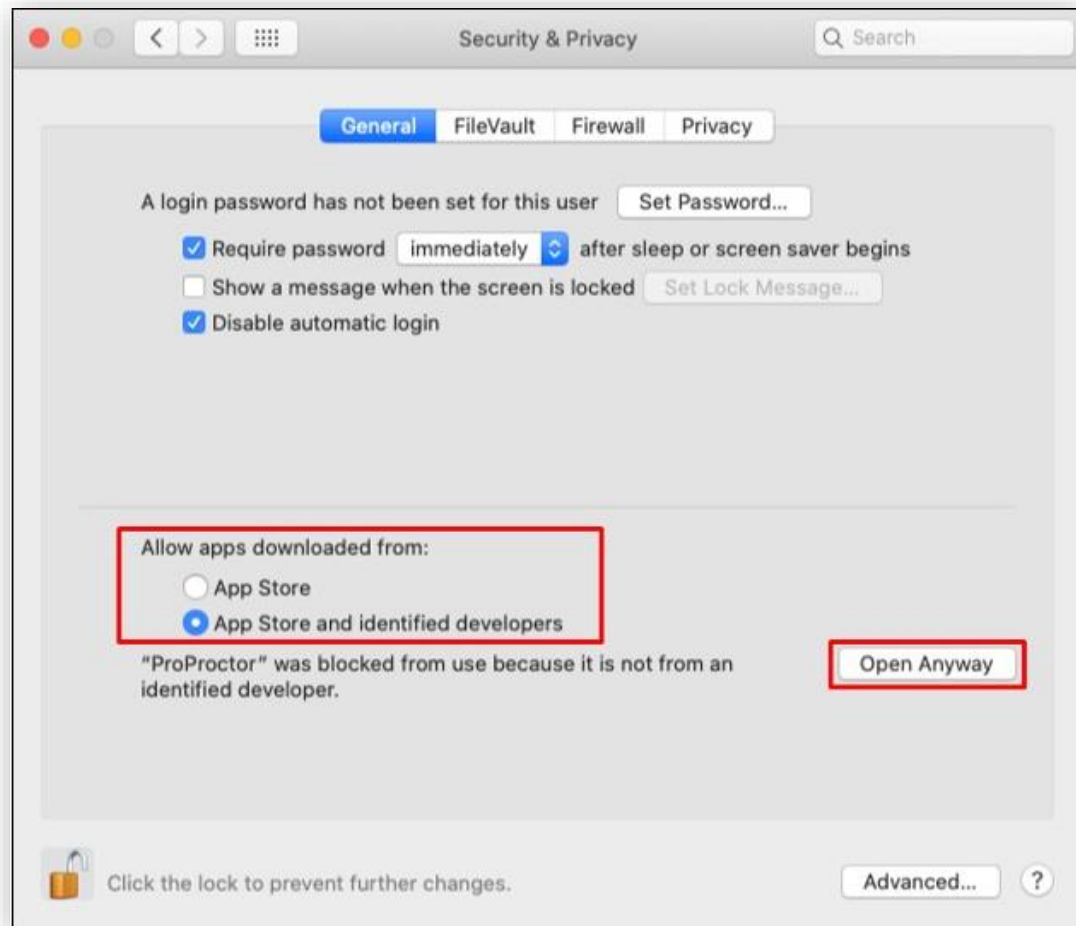 Security & Privacy
Search
General FileVault Firewall Privacy
A login password has not been set for this user Set Password...
Require password immediately after sleep or screen saver begins
Show a message when the screen is locked Set Lock Message...
Disable automatic login
Allow apps downloaded from:
App Store
App Store and identified developers
“ProProctor” was blocked from use because it is not from an Open Anyway
identified developer.
Click the lock to prevent further changes. Advanced... ?